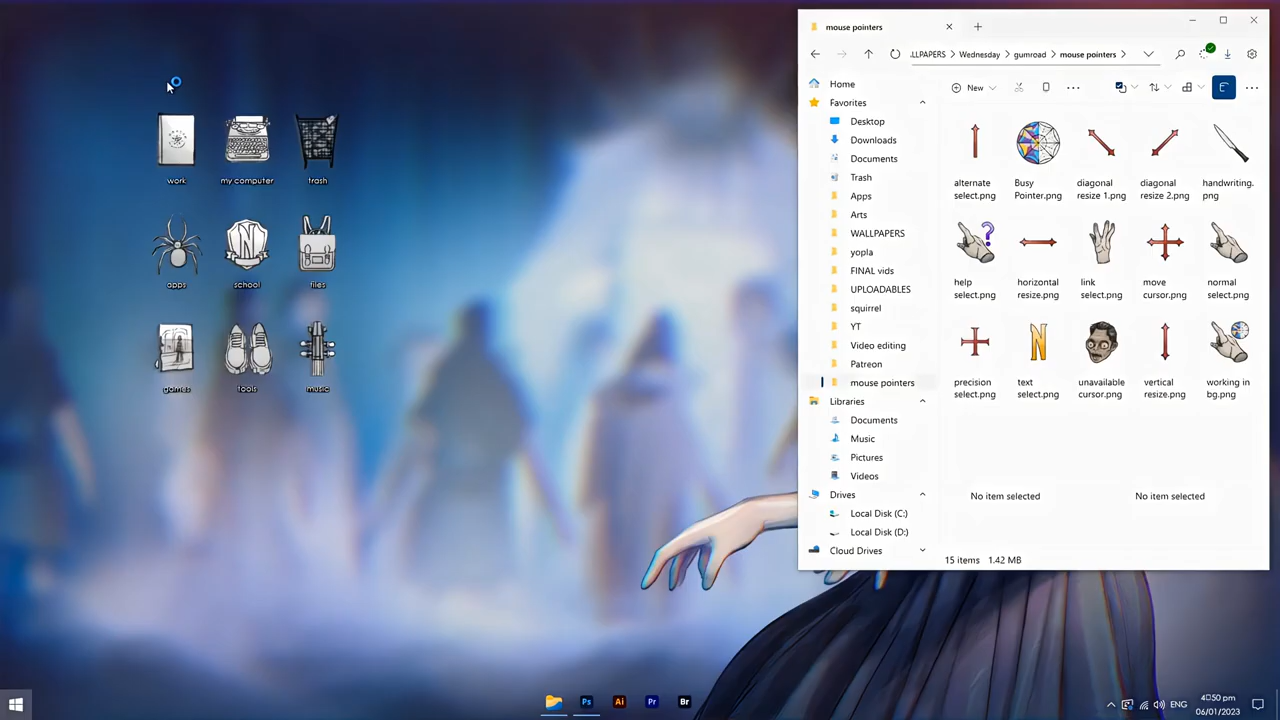 mouse pointers
.LLPAPERS > Wednesday > gumroad > mouse pointers >
New
Home
Favorites
Desktop
Downloads
Documents
Trash
Apps
Arts
WALLPAPERS
yopla
FINAL vids
UPLOADABLES
squirrel
YT
Video editing
Patreon
mouse pointers
Libraries
Documents
Music
Pictures
Videos
Drives
Local Disk (C:)
Local Disk (D:)
Cloud Drives
alternate
select.png
Busy
Pointer.png
diagonal
resize 1.png
diagonal
resize 2.png
handwriting.
png
help
select.png
horizontal
resize.png
link
select.png
move
cursor.png
normal
select.png
precision
select.png
N
text
select.png
unavailable
cursor.png
vertical
resize.png
working in
bg.png
No item selected
No item selected
15 items 1.42 MB
work
my computer
trash
apps
N
school
files
games
tools
music
Ps
Ai
Pr
Br
ENG
06/01/2023